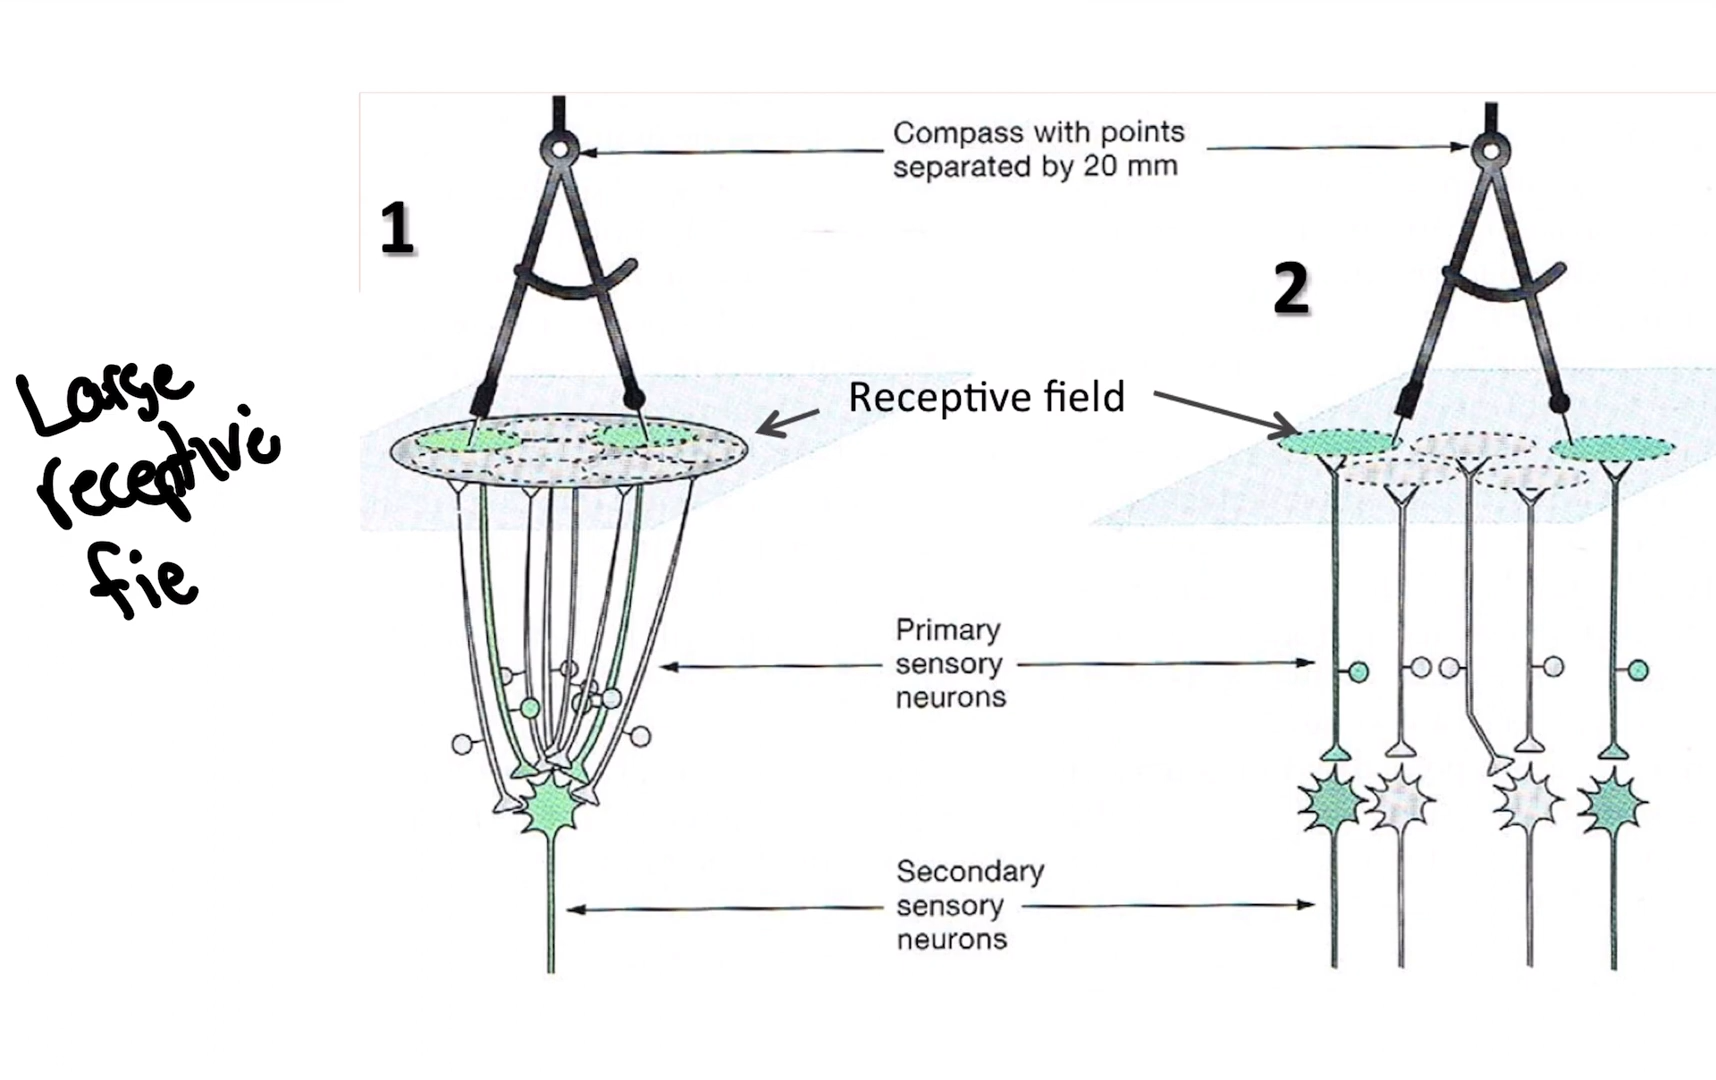 Compass with points
separated by 20 mm
1
2
Large
receptive
fie
Receptive field
Primary
sensory
neurons
Secondary
sensory
neurons